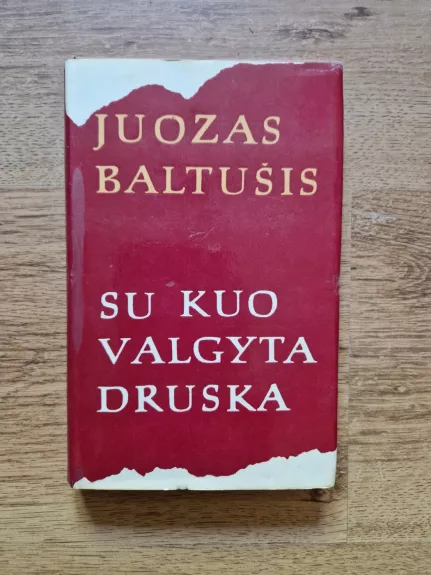 JUOZAS
BALTUŠIS
SU KUO
VALGYTA
DRUSKA